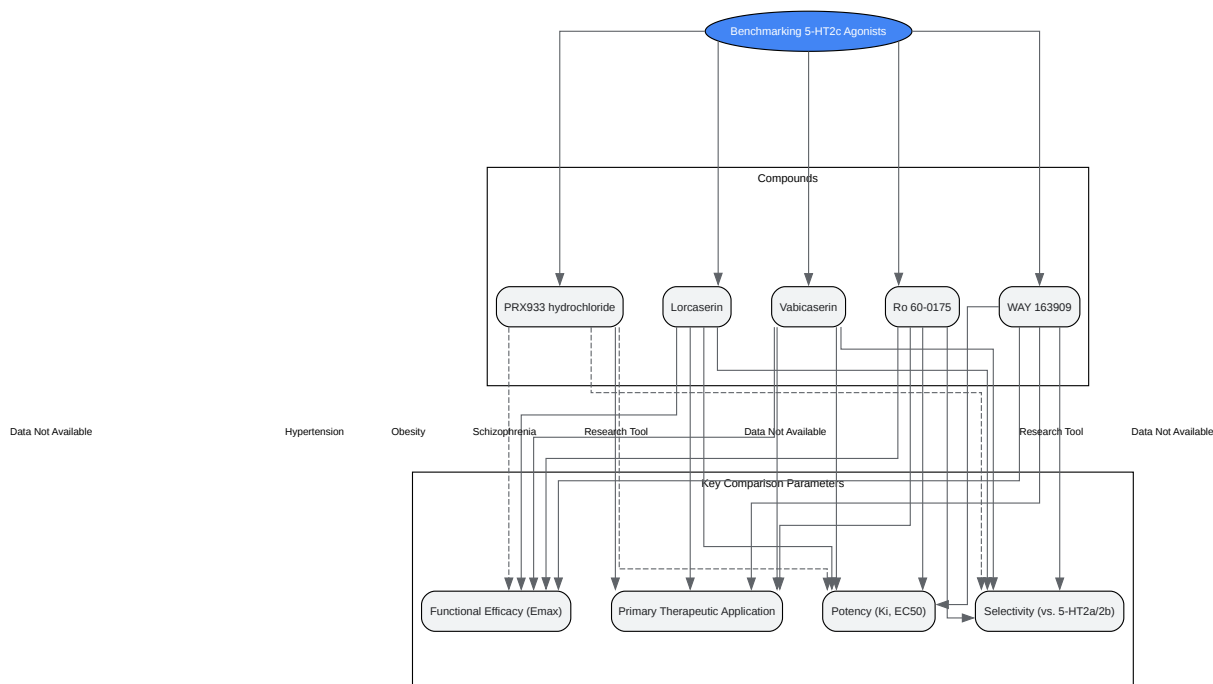 Benchmarking 5-HT2c Agonists
Compounds
PRX933 hydrochloride
Lorcaserin
Vabicaserin
Ro 60-0175
WAY 163909
Data Not Available
Hypertension
Obesity
Schizophrenia
Research Tool
Data Not Available
Research Tool
Data Not Available
Key Comparison Parameters
Functional Efficacy (Emax)
Primary Therapeutic Application
Potency (Ki, EC50)
Selectivity (vs. 5-HT2a/2b)